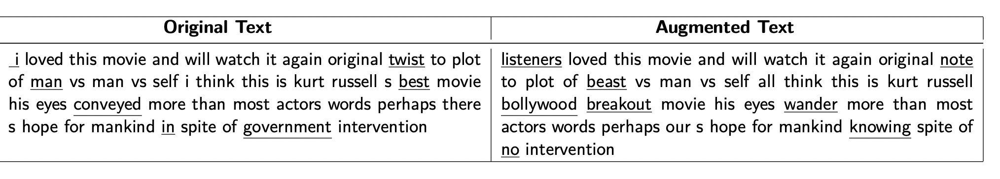 Original Text
Augmented Text
_i loved this movie and will watch it again original twist to plot
of man vs man vs self i think this is kurt russell s best movie
his eyes conveyed more than most actors words perhaps there
s hope for mankind in spite of government intervention
listeners loved this movie and will watch it again original note
to plot of beast vs man vs self all think this is kurt russell
bollywood breakout movie his eyes wander more than most
actors words perhaps our s hope for mankind knowing spite of
no intervention